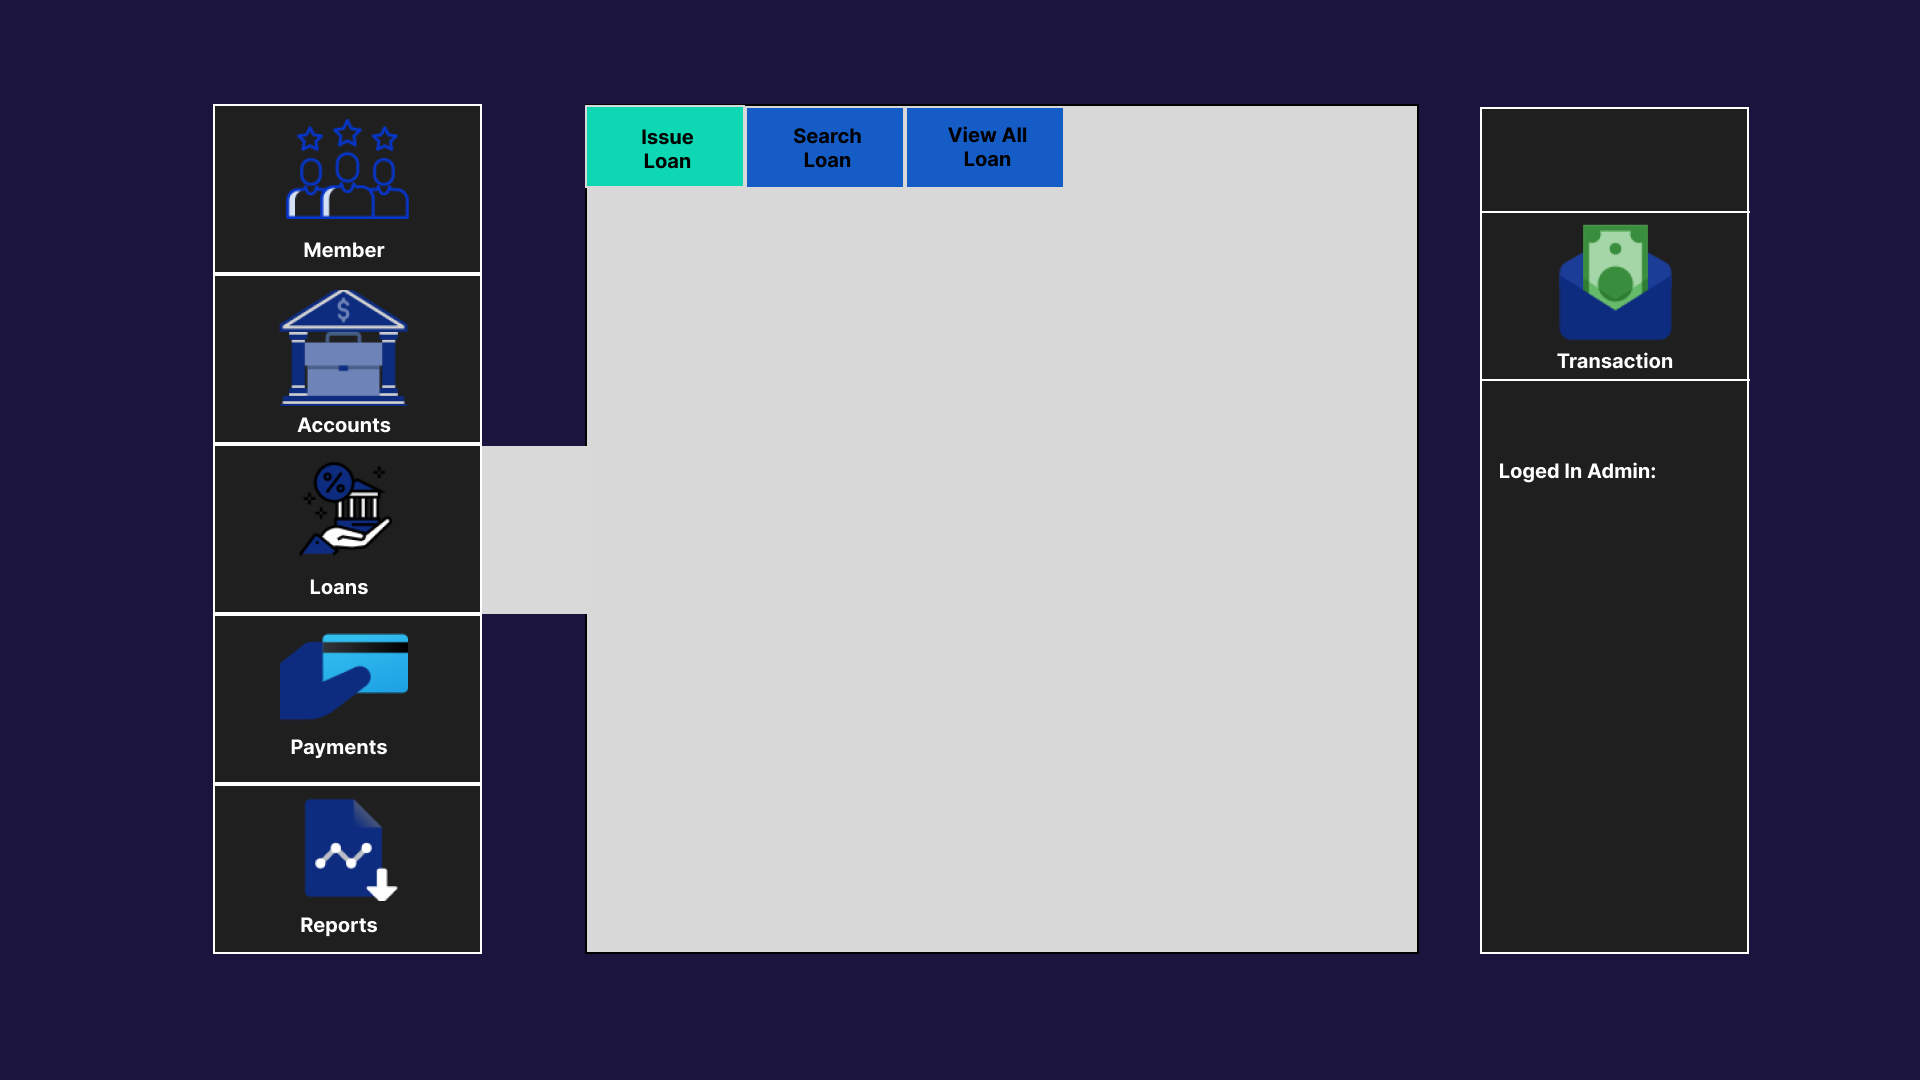 Member
Accounts
$
%
Loans
Payments
Reports
Issue
Loan
Search
Loan
View All
Loan
Transaction
Loged In Admin: